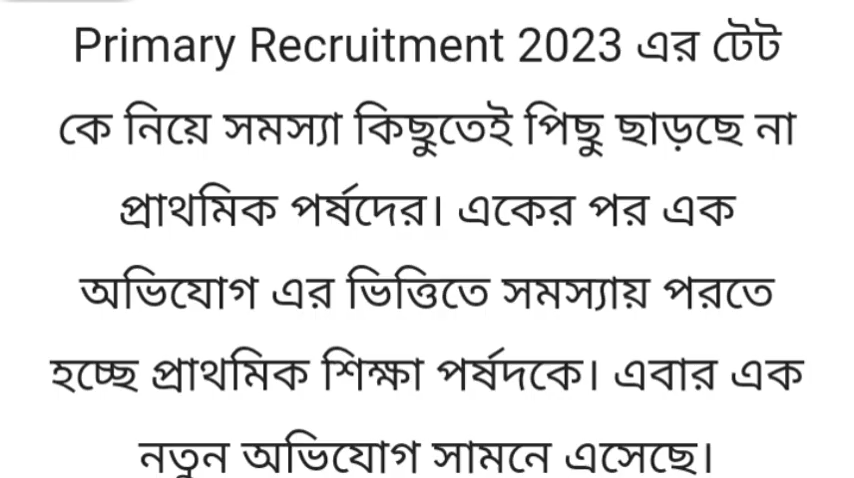 Primary Recruitment 2023 এর টেট
কে নিয়ে সমস্যা কিছুতেই পিছু ছাড়ছে না
প্রাথমিক পর্ষদের। একের পর এক
অভিযোগ এর ভিত্তিতে সমস্যায় পরতে
হচ্ছে প্রাথমিক শিক্ষা পর্ষদকে। এবার এক
নতুন অভিযোগ সামনে এসেছে।